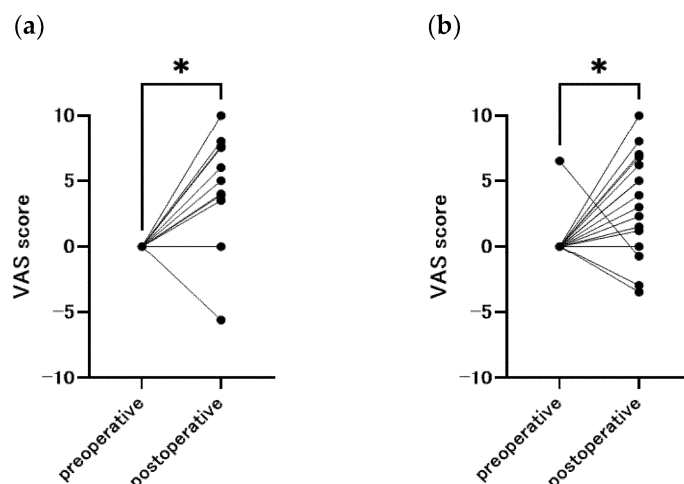 (a)
*
10
5
0
−5
−10
VAS score
preoperative
postoperative
(b)
*
10
5
0
−5
−10
VAS score
preoperative
postoperative